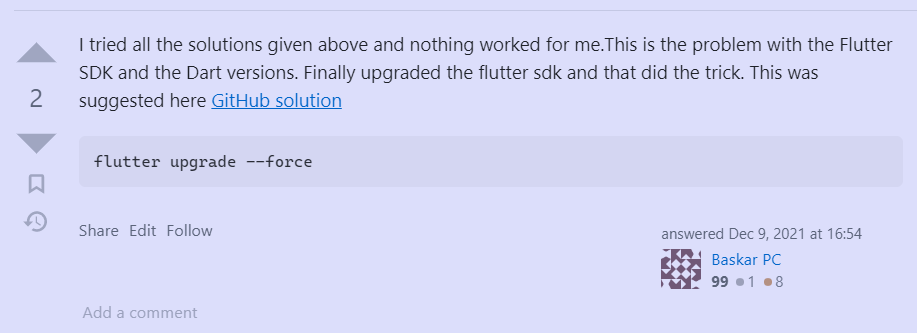 I tried all the solutions given above and nothing worked for me.This is the problem with the Flutter
SDK and the Dart versions. Finally upgraded the flutter sdk and that did the trick. This was
2
suggested here GitHub solution
flutter upgrade --force
Share Edit Follow
answered Dec 9, 2021 at 16:54
Baskar PC
99 1 8
Add a comment